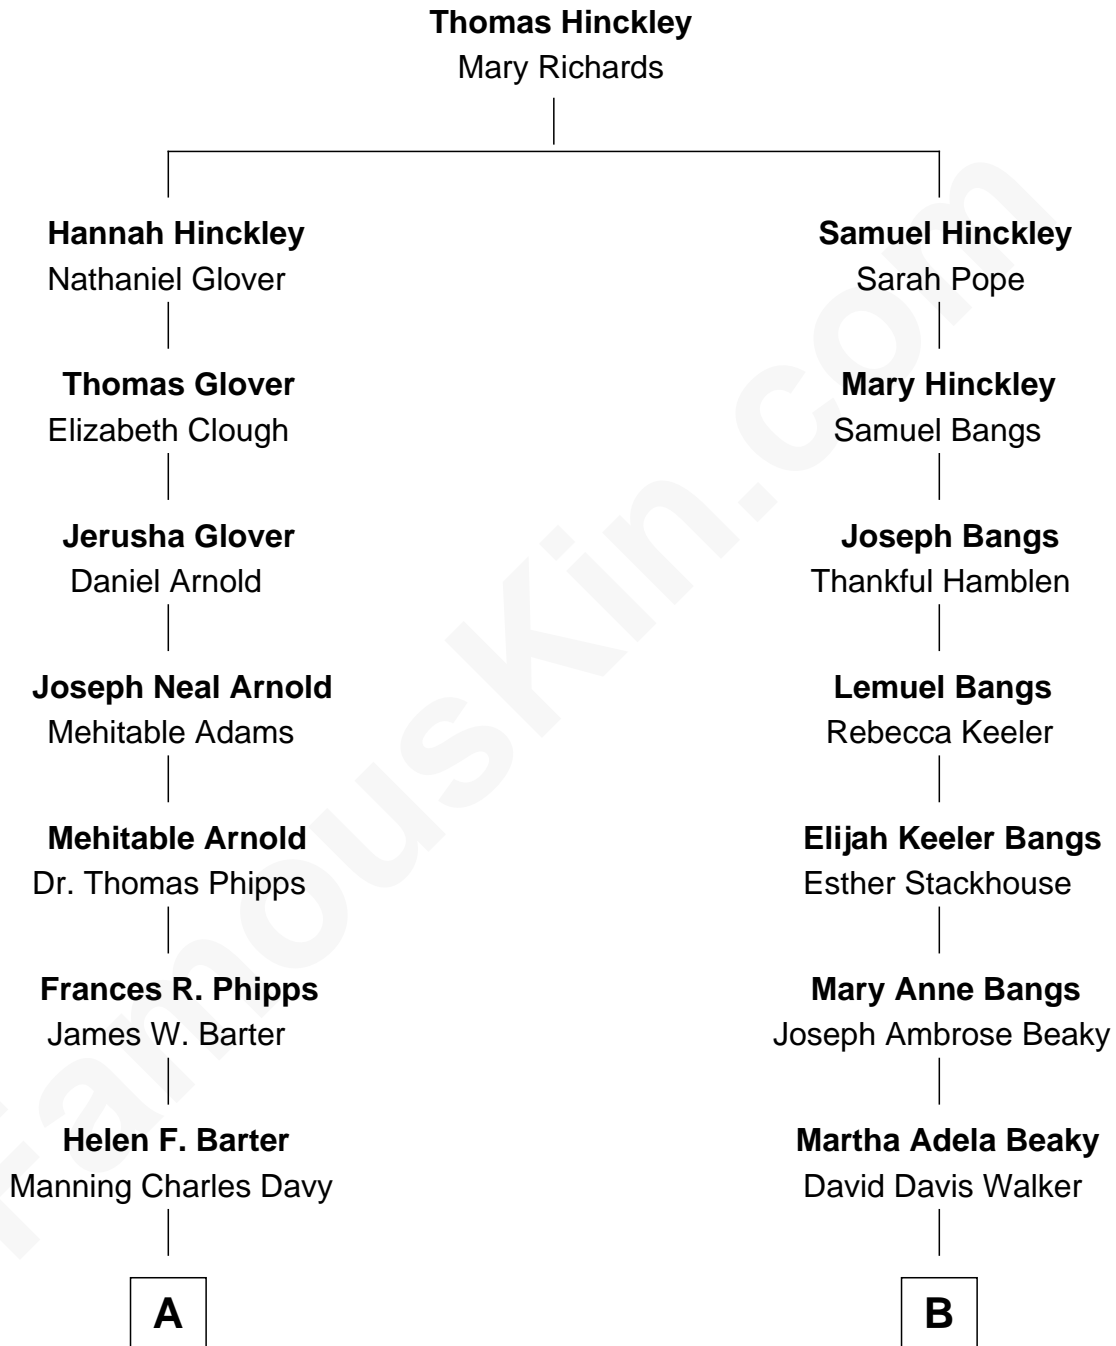 Thomas Hinckley
Mary Richards
Hannah Hinckley
Nathaniel Glover
Samuel Hinckley
Sarah Pope
Thomas Glover
Elizabeth Clough
Mary Hinckley
Samuel Bangs
Jerusha Glover
Daniel Arnold
Joseph Bangs
Thankful Hamblen
Joseph Neal Arnold
Mehitable Adams
Lemuel Bangs
Rebecca Keeler
Mehitable Arnold
Dr. Thomas Phipps
Elijah Keeler Bangs
Esther Stackhouse
Frances R. Phipps
James W. Barter
Mary Anne Bangs
Joseph Ambrose Beaky
Helen F. Barter
Manning Charles Davy
Martha Adela Beaky
David Davis Walker
A
B
FamousKin.com